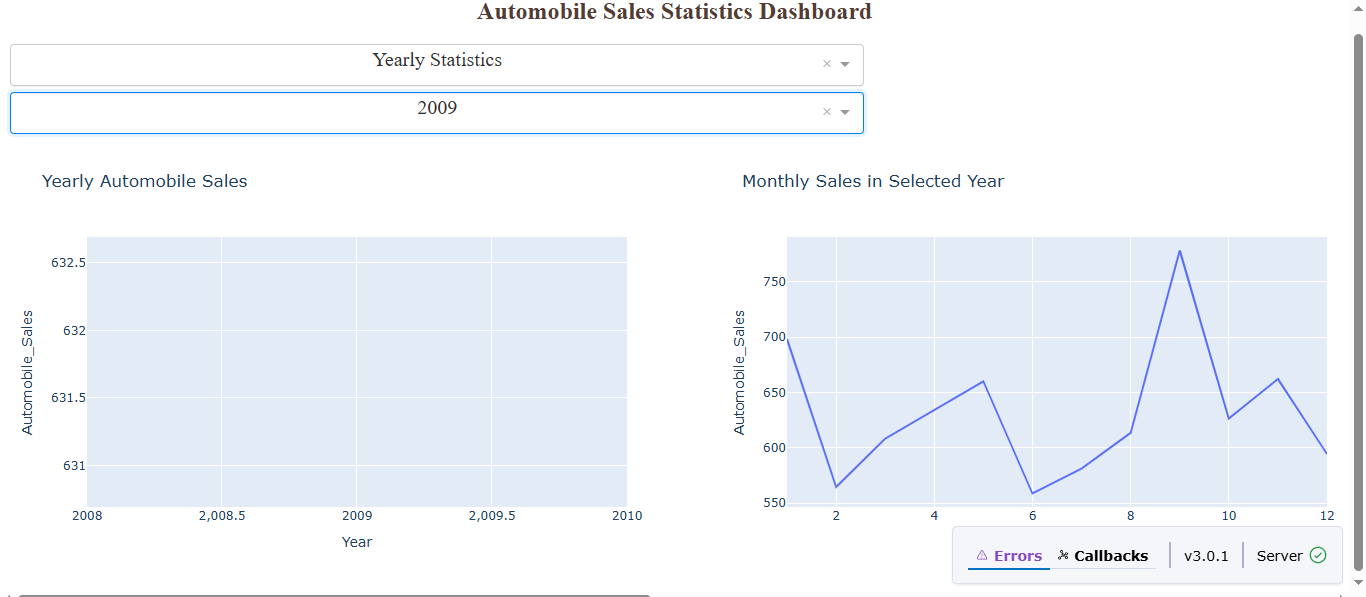 Automobile Sales Statistics Dashboard
Yearly Statistics
×
2009
×
Yearly Automobile Sales
Monthly Sales in Selected Year
Automobile_Sales
632.5
632
631.5
631
2008
2,008.5
2009
2,009.5
2010
Year
Automobile_Sales
750
700
650
600
550
2
4
6
8
10
12
Errors
Callbacks
v3.0.1
Server